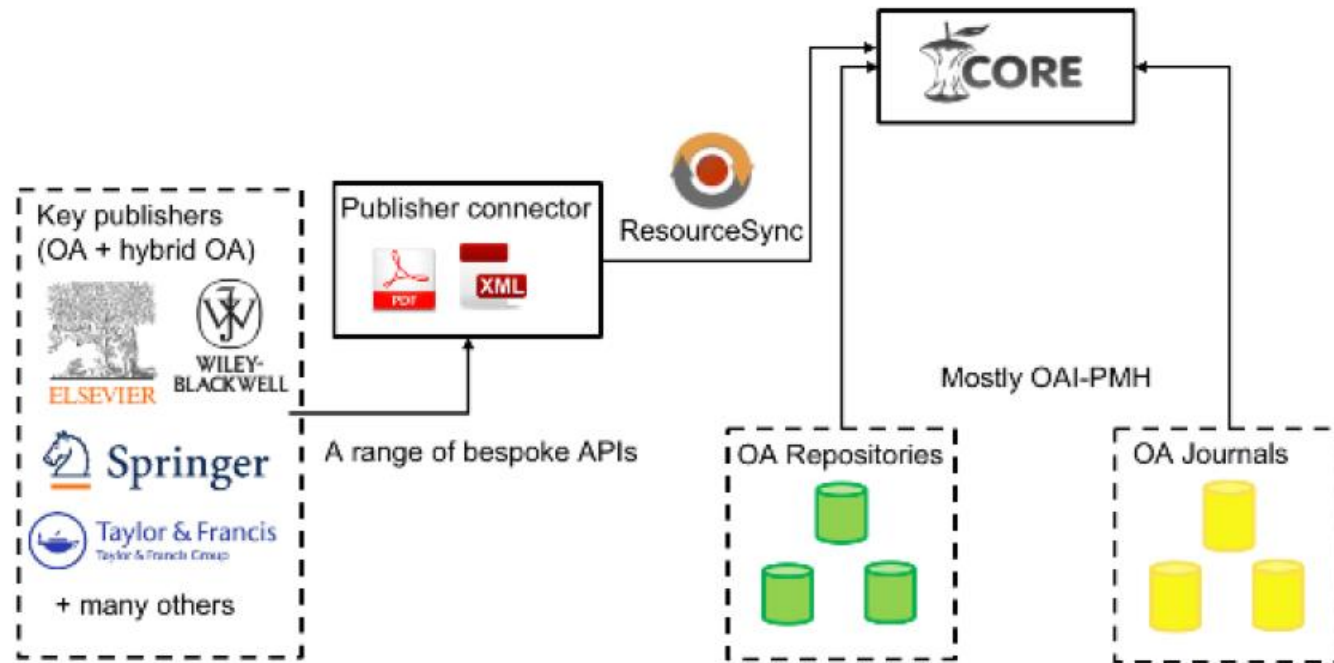 CORE
ResourceSync
Key publishers
(OA + hybrid OA)
ELSEVIER
WILEY-
BLACKWELL
Springer
Taylor & Francis
Taylor & Francis Group
+ many others
Publisher connector
PDF
XML
A range of bespoke APIs
Mostly OAI-PMH
OA Repositories
OA Journals